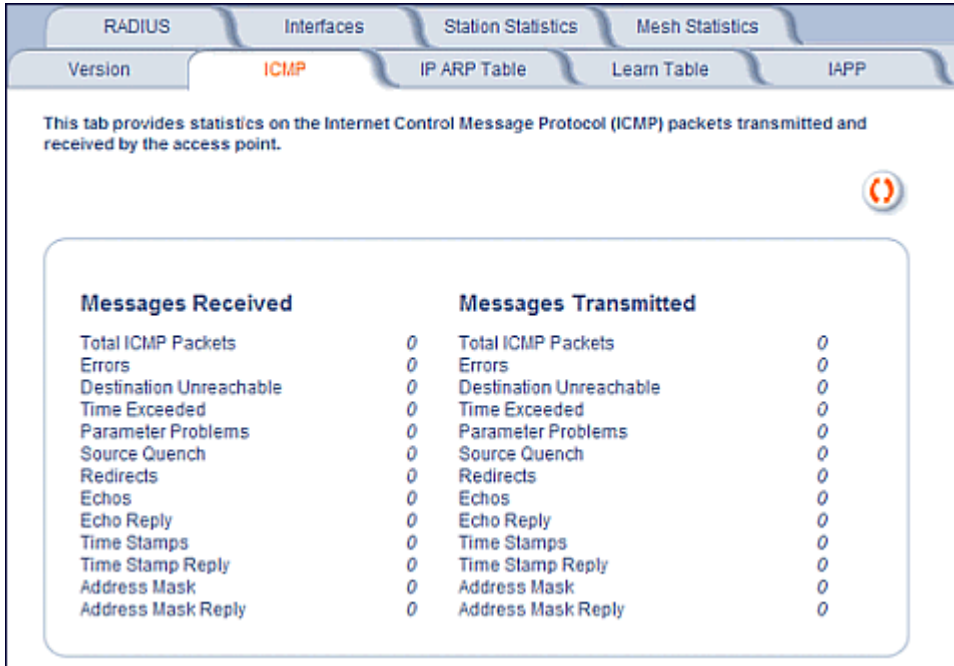 RADIUS Interfaces Station Statistics Mesh Statistics
Version ICMP IP ARP Table Learn Table IAPP
This tab provides statistics on the Internet Control Message Protocol (ICMP) packets transmitted and
received by the access point.
Messages Received Messages Transmitted
Total ICMP Packets 0 Total ICMP Packets 0
Errors 0 Errors 0
Destination Unreachable 0 Destination Unreachable 0
Time Exceeded 0 Time Exceeded 0
Parameter Problems 0 Parameter Problems 0
Source Quench 0 Source Quench 0
Redirects 0 Redirects 0
Echos 0 Echos 0
Echo Reply 0 Echo Reply 0
Time Stamps 0 Time Stamps 0
Time Stamp Reply 0 Time Stamp Reply 0
Address Mask 0 Address Mask 0
Address Mask Reply 0 Address Mask Reply 0